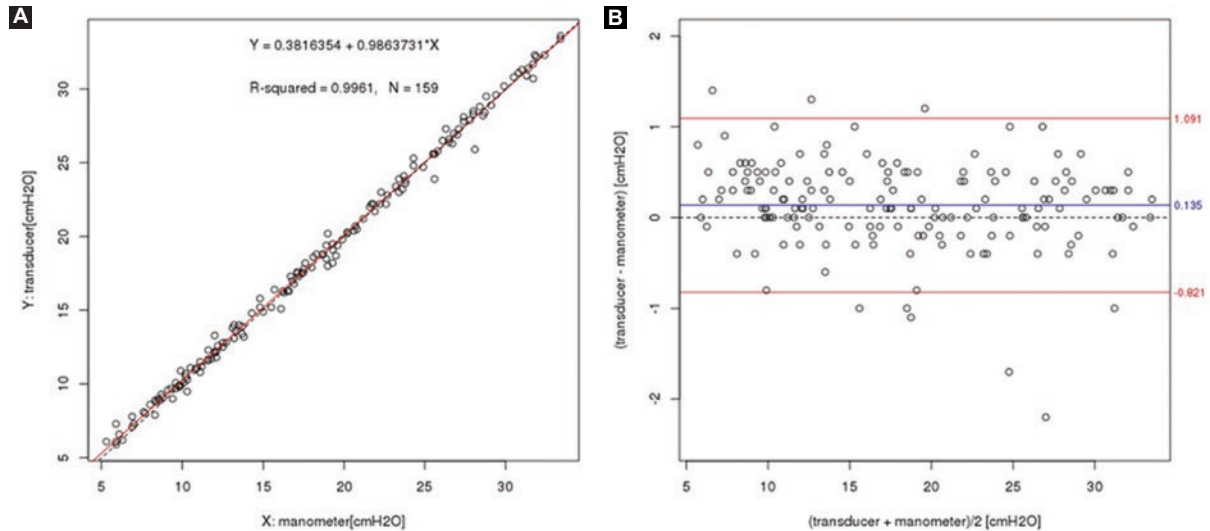 A
Y = 0.3816354 + 0.9863731*X
R-squared = 0.9961, N = 159
Y: transducer[cmH2O]
30
25
20
15
10
5
5 10 15 20 25 30
X: manometer[cmH2O]
B
(transducer - manometer) [cmH2O]
2
1
0
-1
-2
1.091
0.135
-0.821
5 10 15 20 25 30
(transducer + manometer)/2 [cmH2O]